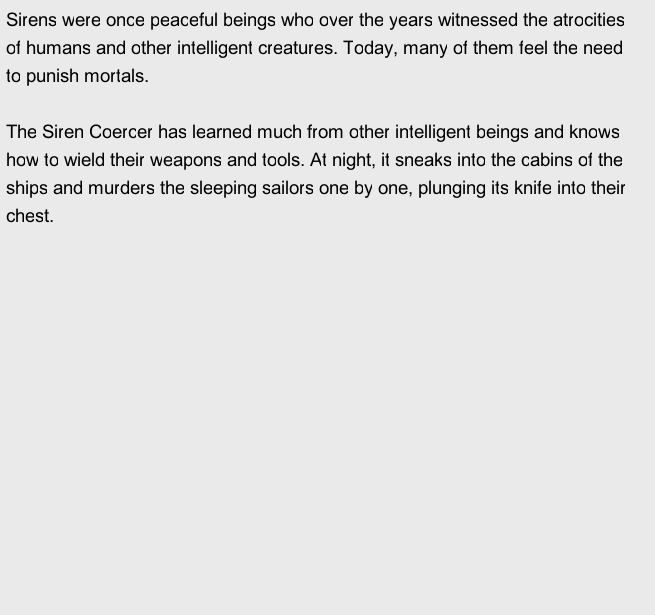 Sirens were once peaceful beings who over the years witnessed the atrocities
of humans and other intelligent creatures. Today, many of them feel the need
to punish mortals.
The Siren Coercer has learned much from other intelligent beings and knows
how to wield their weapons and tools. At night, it sneaks into the cabins of the
ships and murders the sleeping sailors one by one, plunging its knife into their
chest.